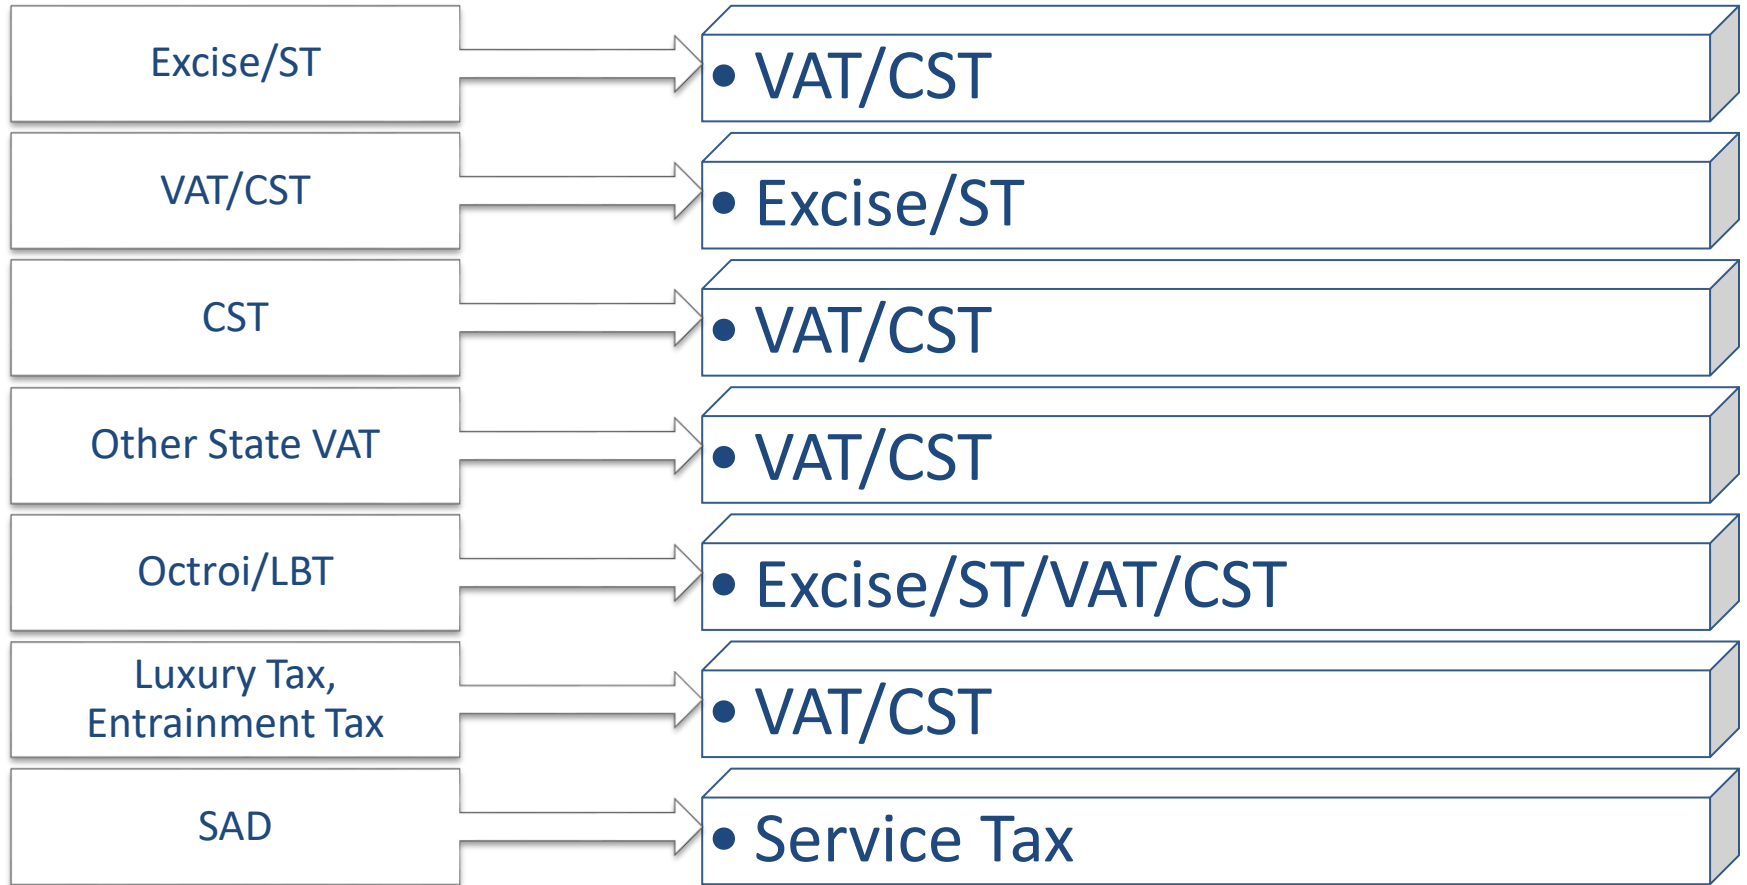 Excise/ST
• VAT/CST
VAT/CST
• Excise/ST
CST
• VAT/CST
Other State VAT
• VAT/CST
Octroi/LBT
• Excise/ST/VAT/CST
Luxury Tax,
Entrainment Tax
• VAT/CST
SAD
• Service Tax